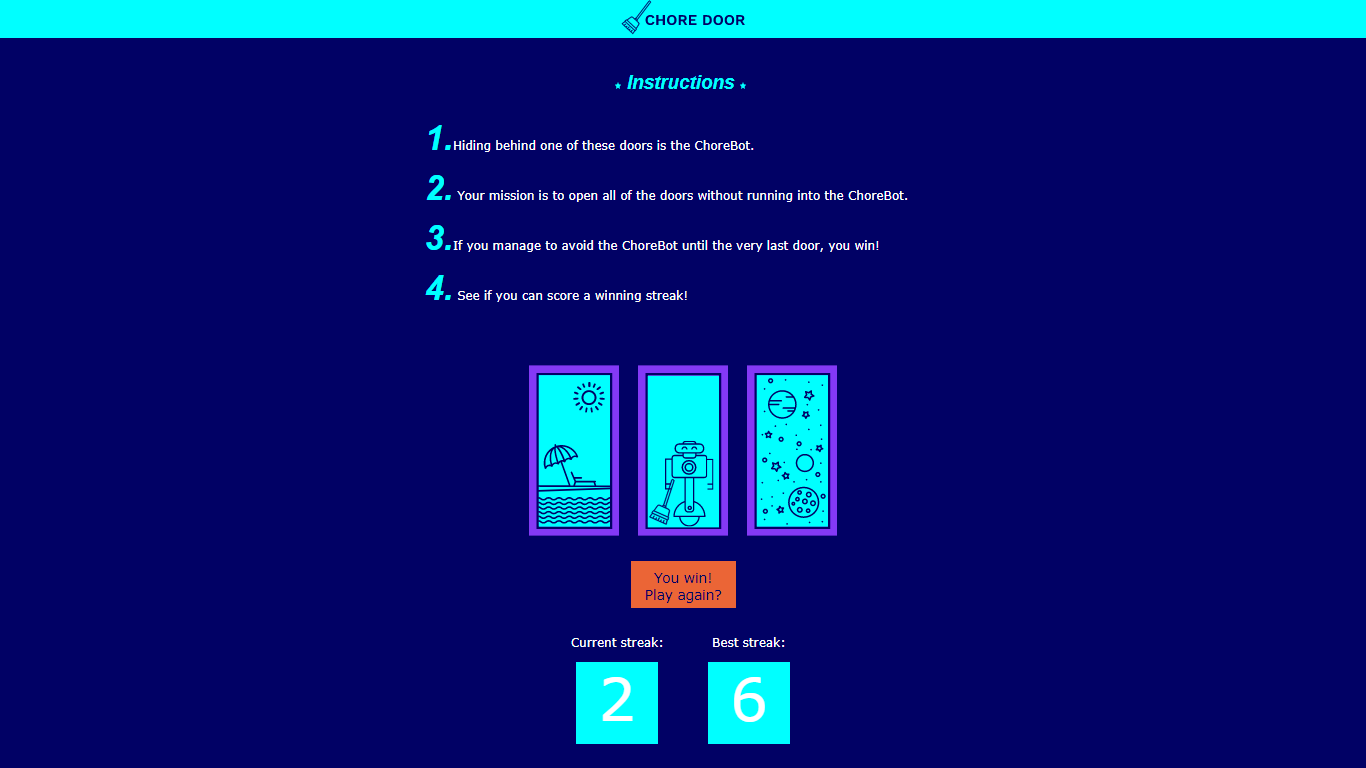 CHORE DOOR
Instructions
1. Hiding behind one of these doors is the ChoreBot.
2. Your mission is to open all of the doors without running into the ChoreBot.
3. If you manage to avoid the ChoreBot until the very last door, you win!
4. See if you can score a winning streak!
You win!
Play again?
Current streak: Best streak:
2 6